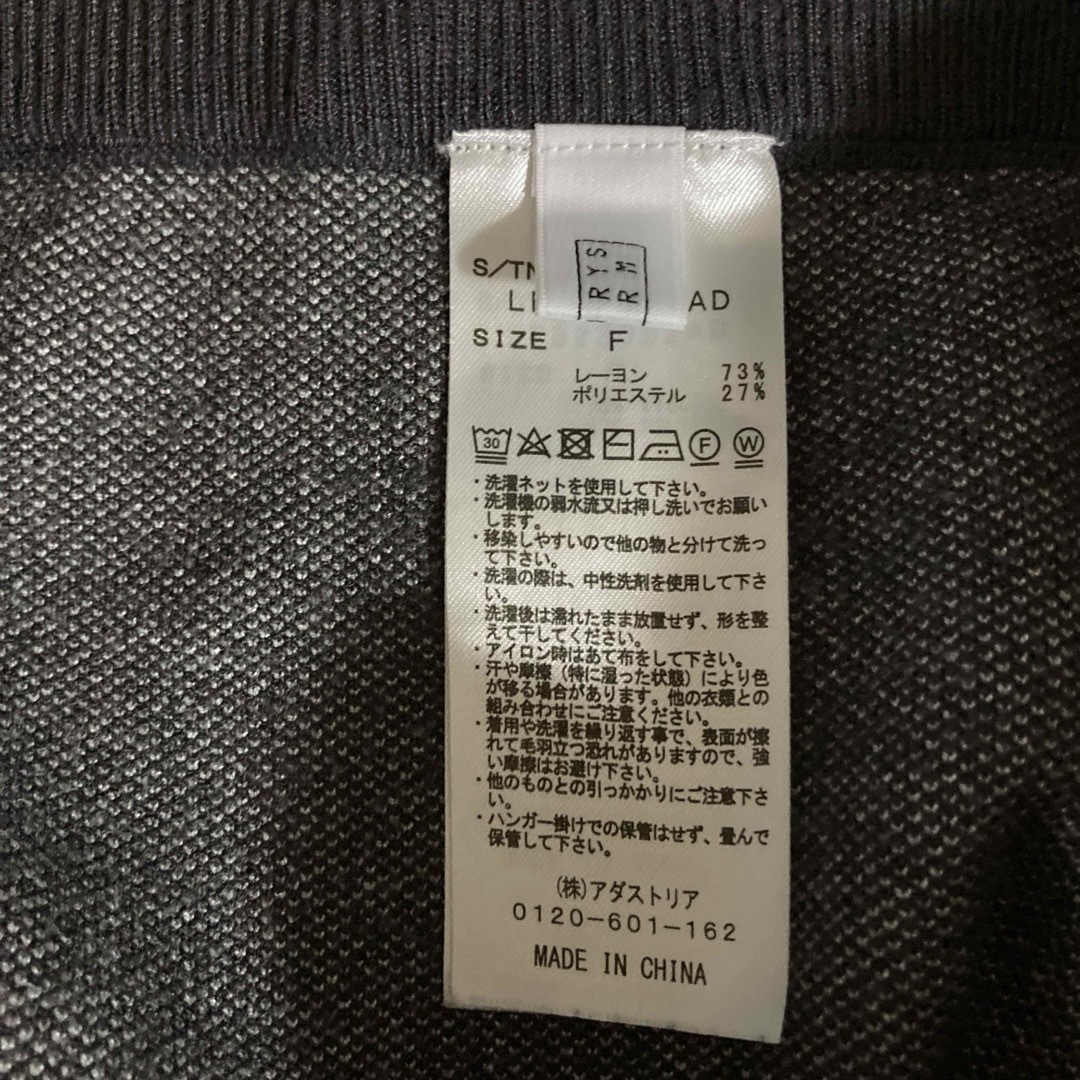 S/TN
LI AD
SIZE F
レーヨン 73%
ポリエステル 27%
30
F W
・洗濯ネットを使用して下さい。
・洗濯機の弱水流又は押し洗いでお願い
します。
・移染しやすいので他の物と分けて洗っ
て下さい。
・洗濯の際は、中性洗剤を使用して下さ
い。
・洗濯後は濡れたまま放置せず、形を整
えて干してください。
・アイロン時はあて布をして下さい。
・汗や摩擦（特に湿った状態）により色
が移る場合があります。他の衣類との
組み合わせにご注意ください。
・着用や洗濯を繰り返す事で、表面が擦
れて毛羽立つ恐れがありますので、強
い摩擦はお避け下さい。
・他のものとの引っかかりにご注意下さ
い。
・ハンガー掛けでの保管はせず、畳んで
保管して下さい。
(株)アダストリア
0120-601-162
MADE IN CHINA